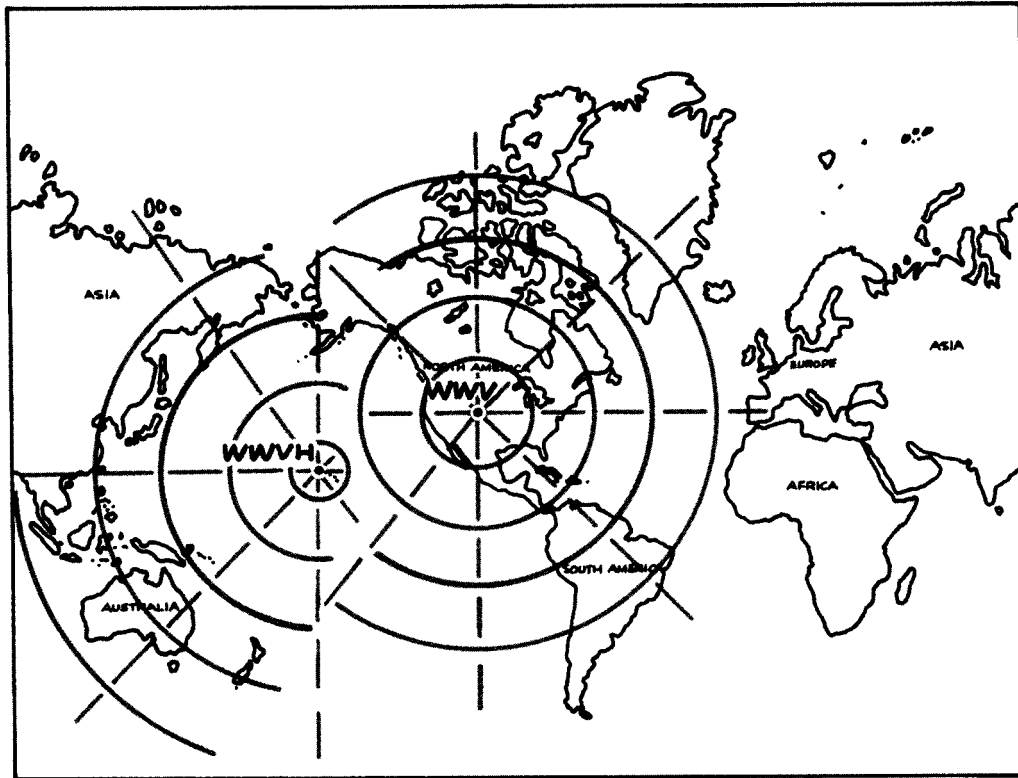 ASIA
ASIA
EUROPE
NORTH AMERICA
WWV
WWVH
AFRICA
SOUTH AMERICA
AUSTRALIA